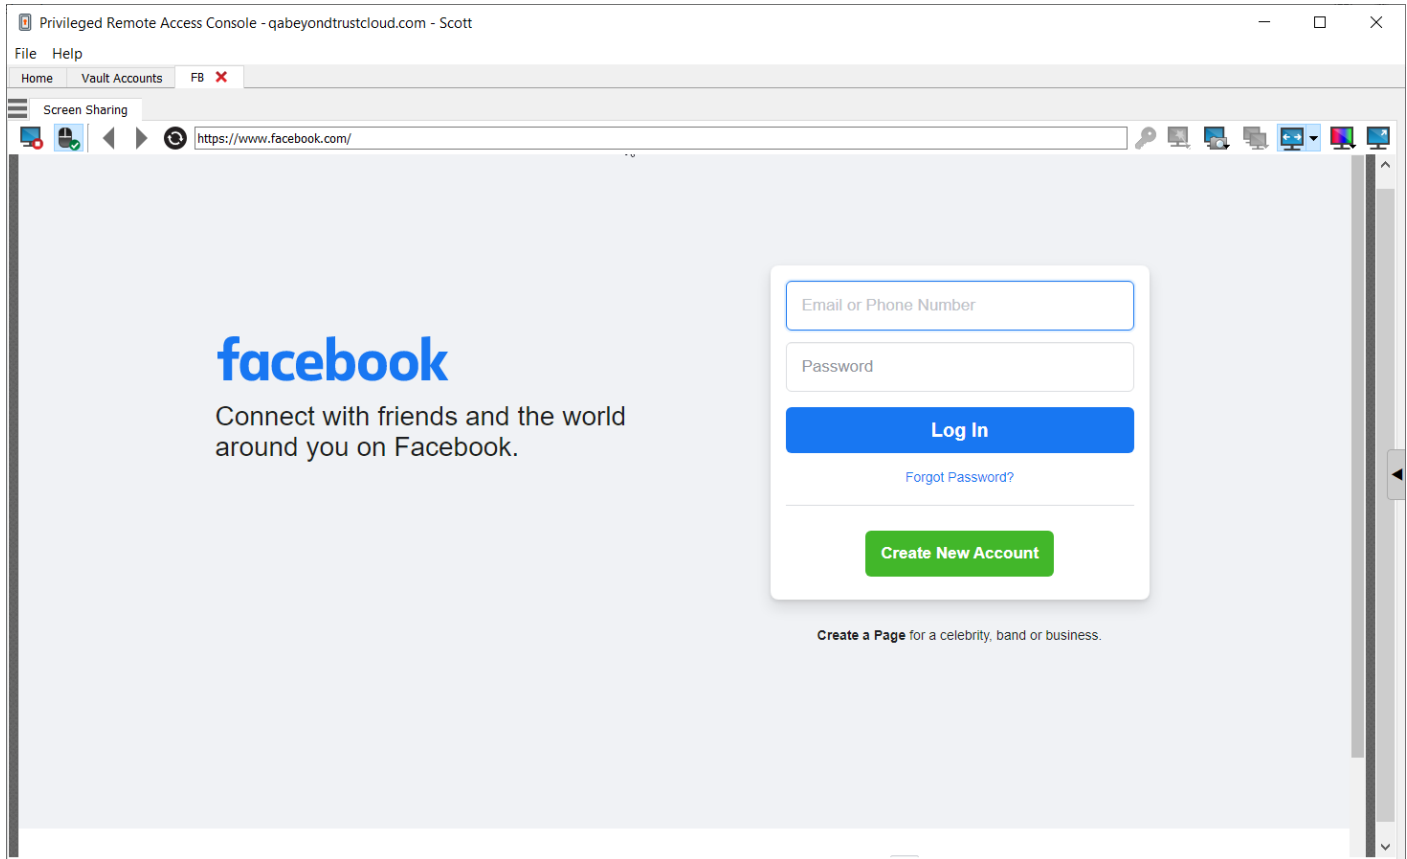 Privileged Remote Access Console - qabeyondtrustcloud.com - Scott
File Help
Home Vault Accounts FB
Screen Sharing
https://www.facebook.com/
Email or Phone Number
Password
Log In
Forgot Password?
Create New Account
Create a Page for a celebrity, band or business.
facebook
Connect with friends and the world
around you on Facebook.